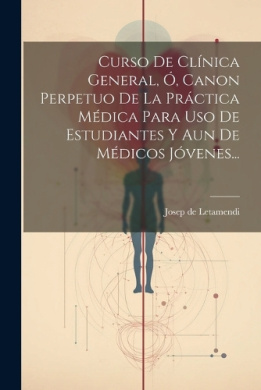 Curso De Clínica
General, Ó, Canon
Perpetuo De La Práctica
Médica Para Uso De
Estudiantes Y Aun De
Médicos Jóvenes...
Josep de Letamendi